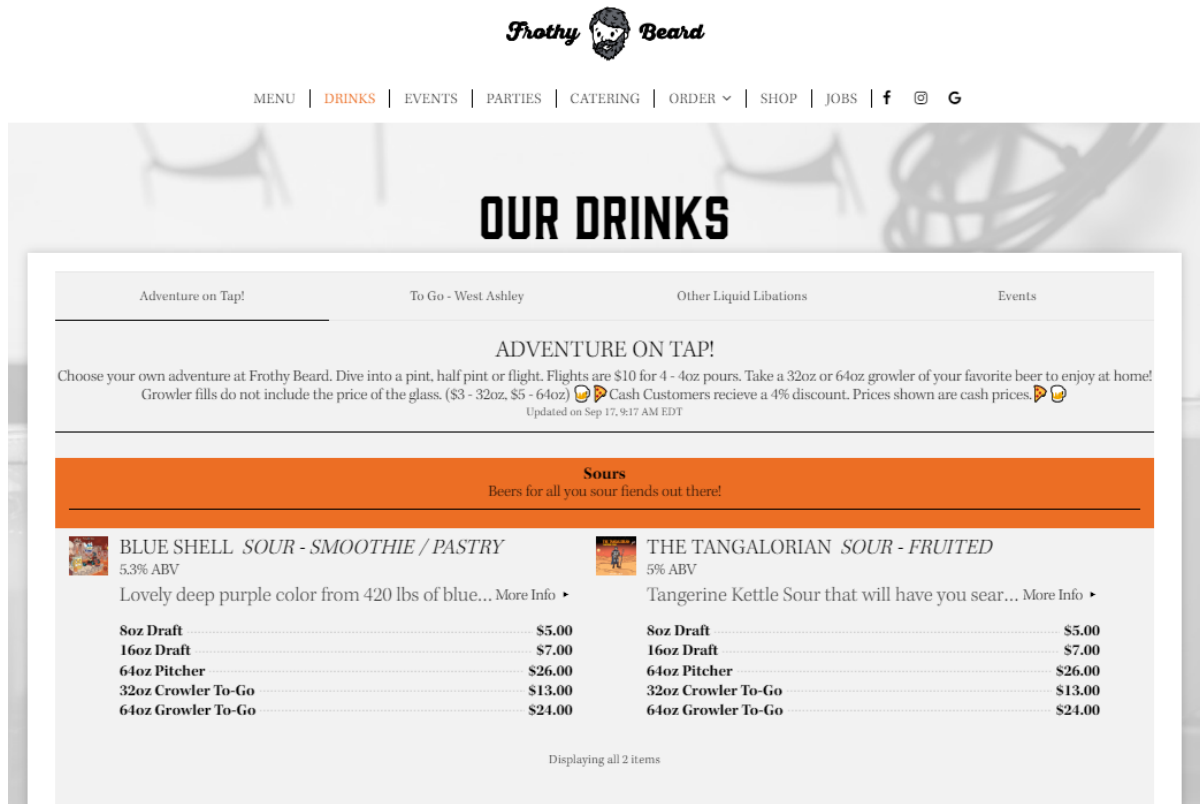 Frothy Beard
MENU DRINKS EVENTS PARTIES CATERING ORDER SHOP JOBS
OUR DRINKS
Adventure on Tap! To Go - West Ashley Other Liquid Libations Events
ADVENTURE ON TAP!
Choose your own adventure at Frothy Beard. Dive into a pint, half pint or flight. Flights are $10 for 4 - 4oz pours. Take a 32oz or 64oz growler of your favorite beer to enjoy at home!
Growler fills do not include the price of the glass. ($3 - 32oz, $5 - 64oz) 🍺🍕Cash Customers recieve a 4% discount. Prices shown are cash prices.🍕🍺
Updated on Sep 17, 9:17 AM EDT
Sours
Beers for all you sour fiends out there!
BLUE SHELL SOUR - SMOOTHIE / PASTRY
5.3% ABV
Lovely deep purple color from 420 lbs of blue... More Info ▸
8oz Draft $5.00
16oz Draft $7.00
64oz Pitcher $26.00
32oz Crowler To-Go $13.00
64oz Growler To-Go $24.00
THE TANGALORIAN SOUR - FRUITED
5% ABV
Tangerine Kettle Sour that will have you sear... More Info ▸
8oz Draft $5.00
16oz Draft $7.00
64oz Pitcher $26.00
32oz Crowler To-Go $13.00
64oz Growler To-Go $24.00
Displaying all 2 items